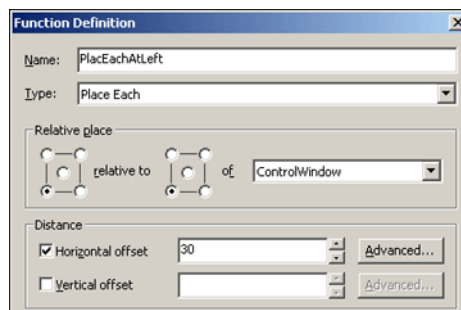 Function Definition
Name: PlacEachAtLeft
Type: Place Each
Relative place
relative to of ControlWindow
Distance
Horizontal offset 30 Advanced...
Vertical offset Advanced...